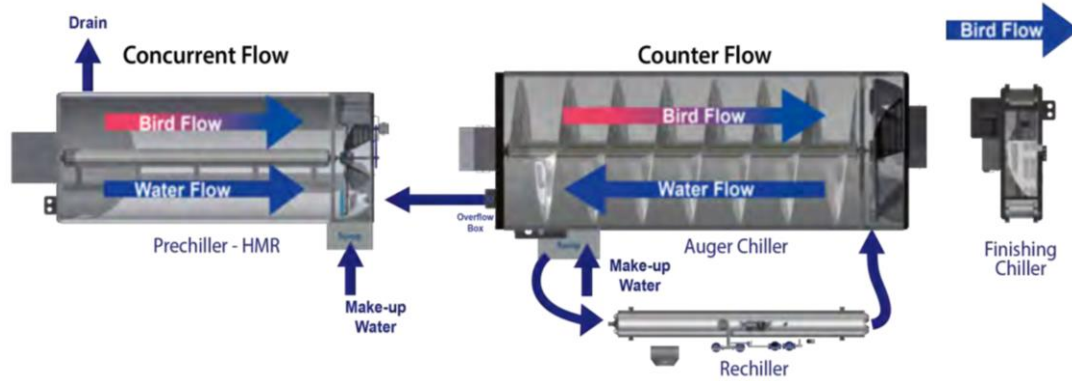 Drain
Concurrent Flow
Counter Flow
Bird Flow
Bird Flow
Bird Flow
Water Flow
Water Flow
Overflow
Box
Prechiller - HMR
Auger Chiller
Finishing
Chiller
Make-up
Water
Make-up
Water
Rechiller